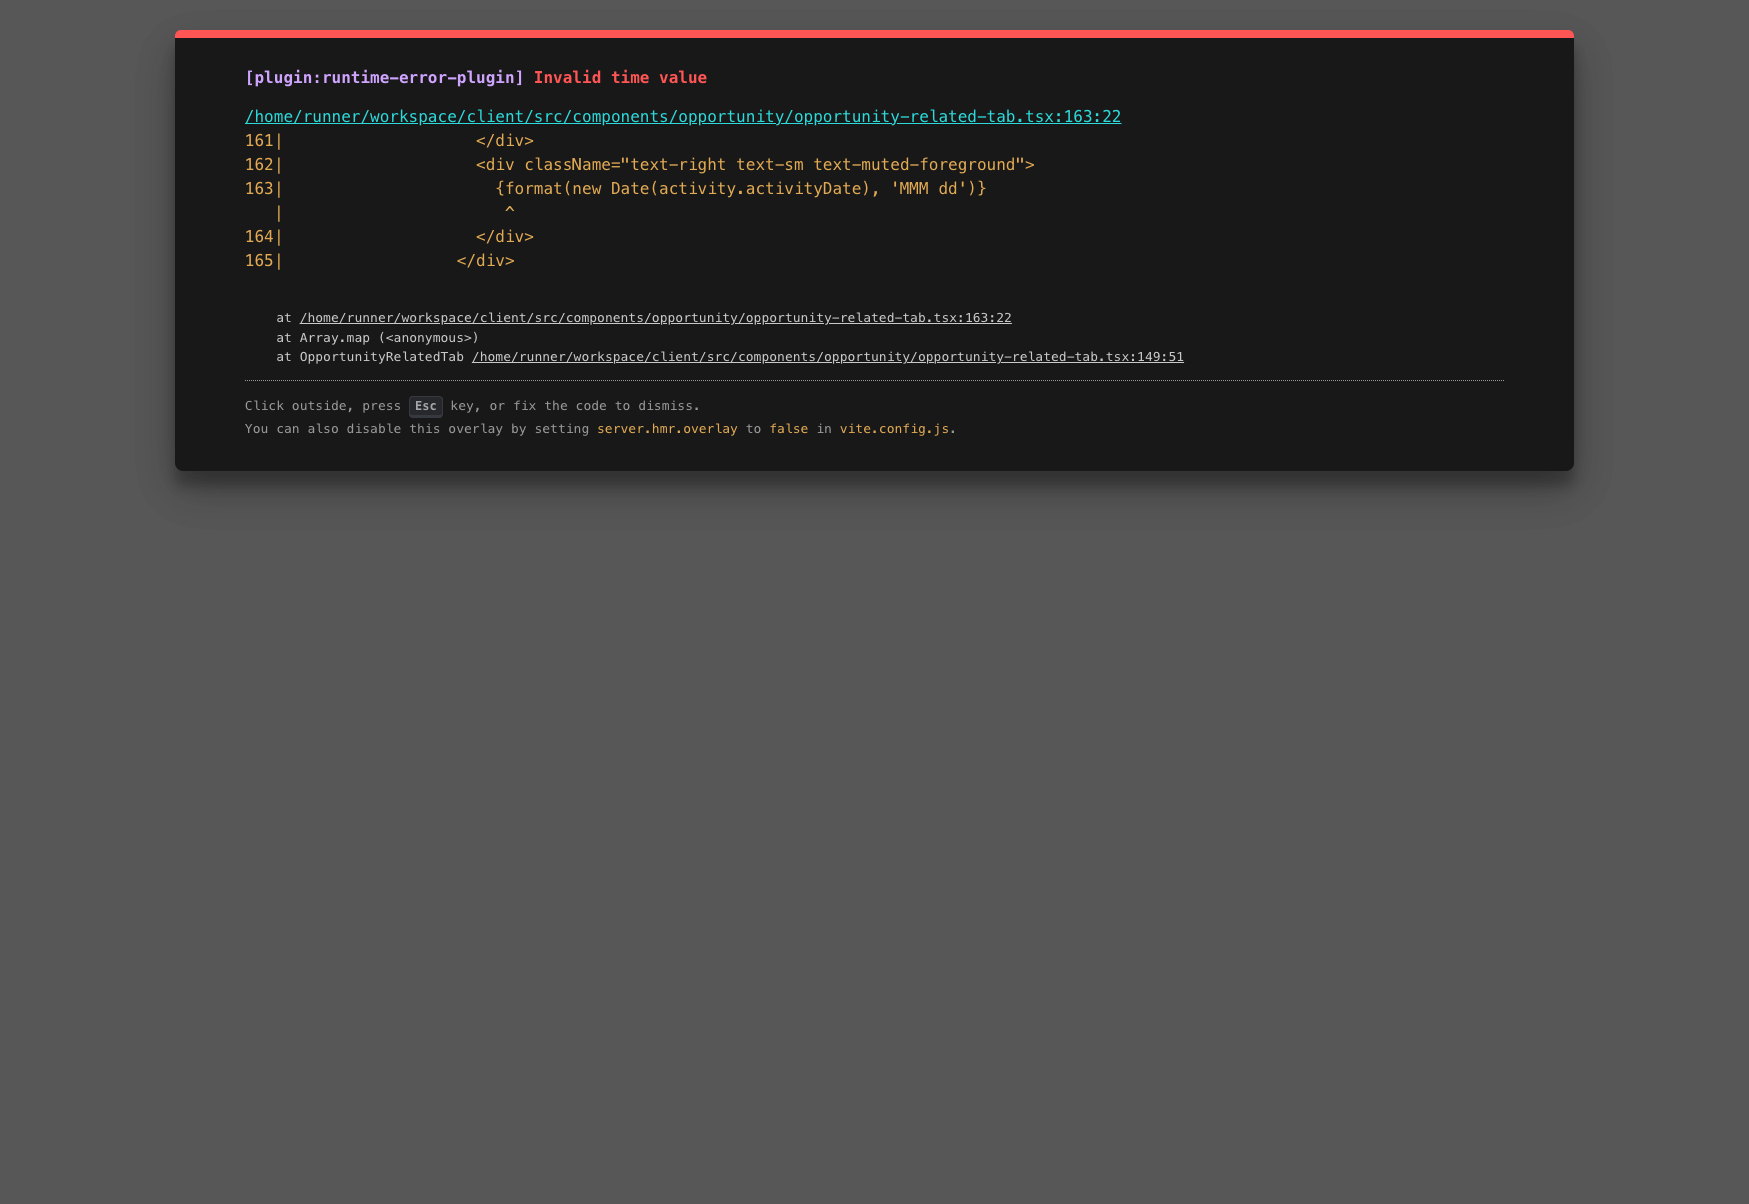 [plugin:runtime-error-plugin] Invalid time value
/home/runner/workspace/client/src/components/opportunity/opportunity-related-tab.tsx:163:22
161|                    </div>
162|                    <div className="text-right text-sm text-muted-foreground">
163|                      {format(new Date(activity.activityDate), 'MMM dd')}
   |                       ^
164|                    </div>
165|                  </div>
at /home/runner/workspace/client/src/components/opportunity/opportunity-related-tab.tsx:163:22
at Array.map (<anonymous>)
at OpportunityRelatedTab /home/runner/workspace/client/src/components/opportunity/opportunity-related-tab.tsx:149:51
Click outside, press Esc key, or fix the code to dismiss.
You can also disable this overlay by setting server.hmr.overlay to false in vite.config.js.